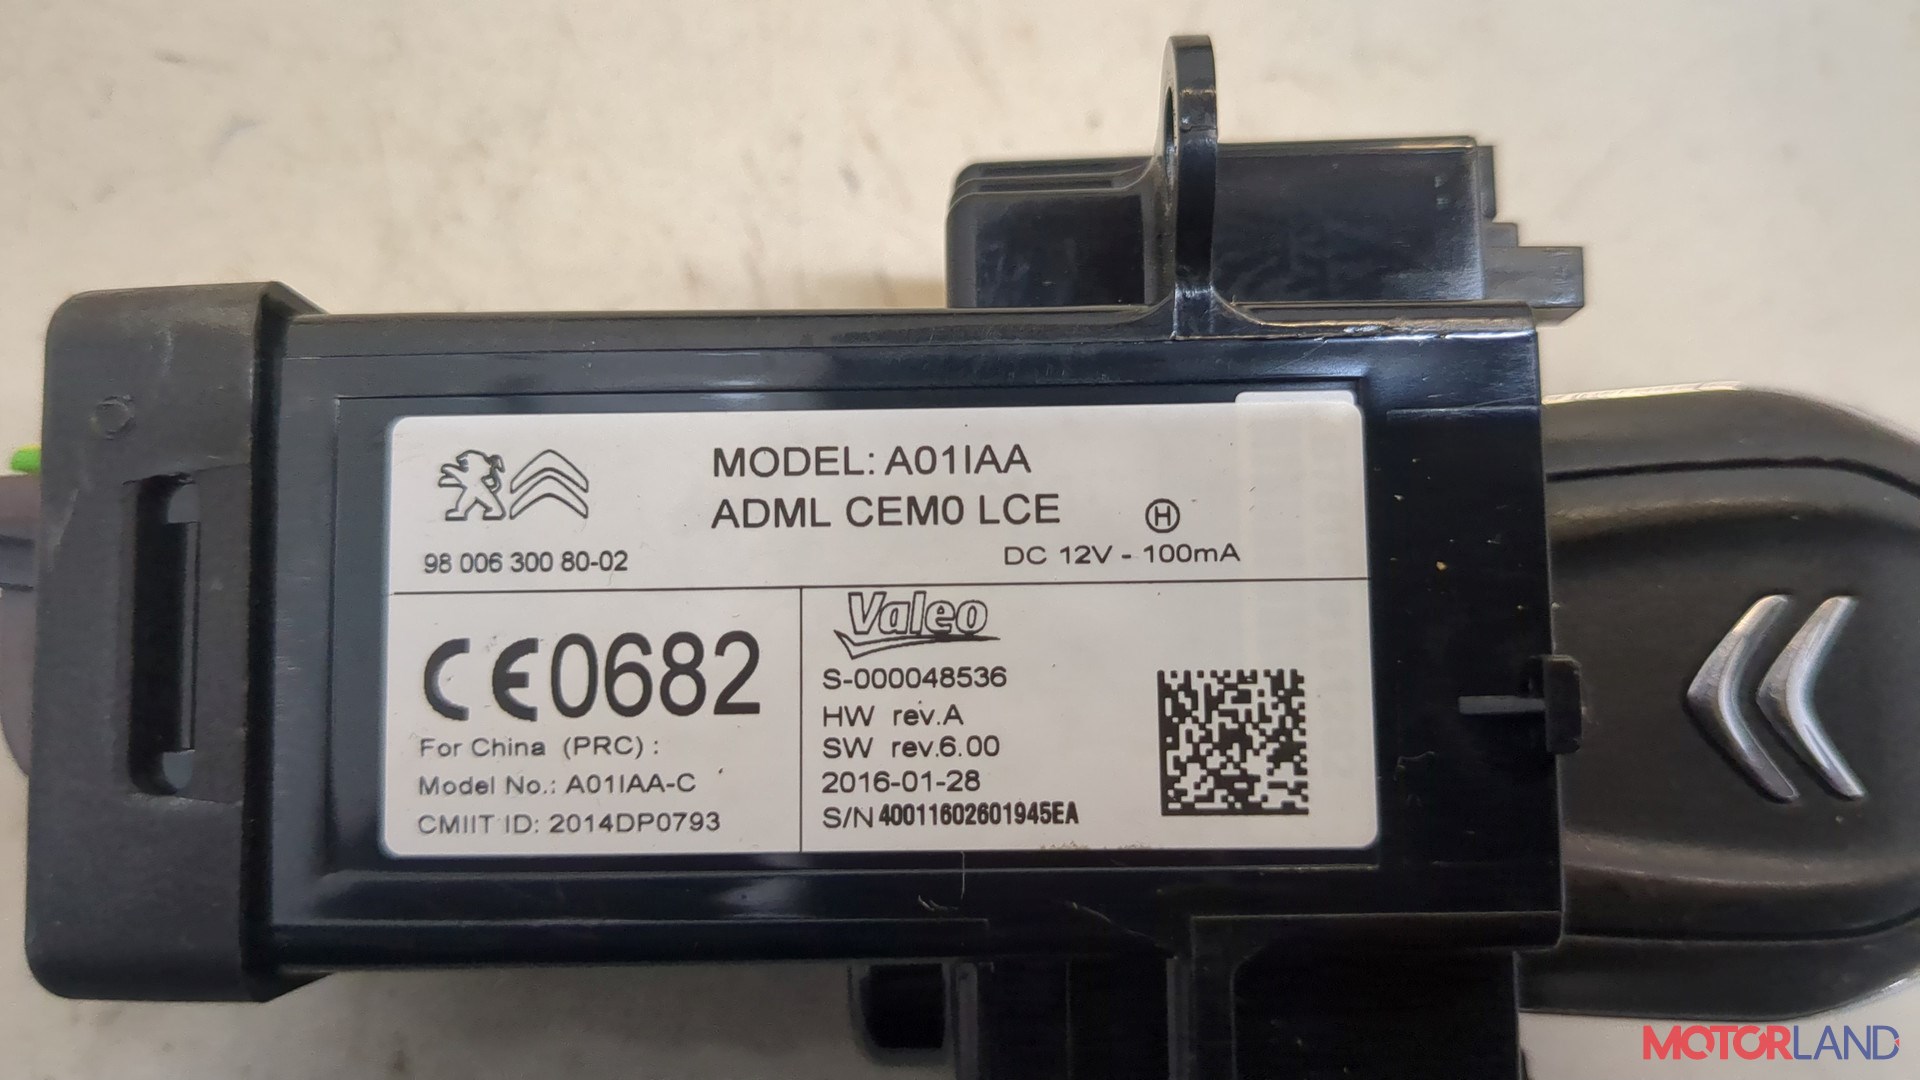 MODEL: A01IAA
ADML CEM0 LCE
H
98 006 300 80-02
DC 12V - 100mA
CE0682
For China (PRC) :
Model No.: A01IAA-C
CMIIT ID: 2014DP0793
Valeo
S-000048536
HW rev.A
SW rev.6.00
2016-01-28
S/N 40011602601945EA
MOTORLAND